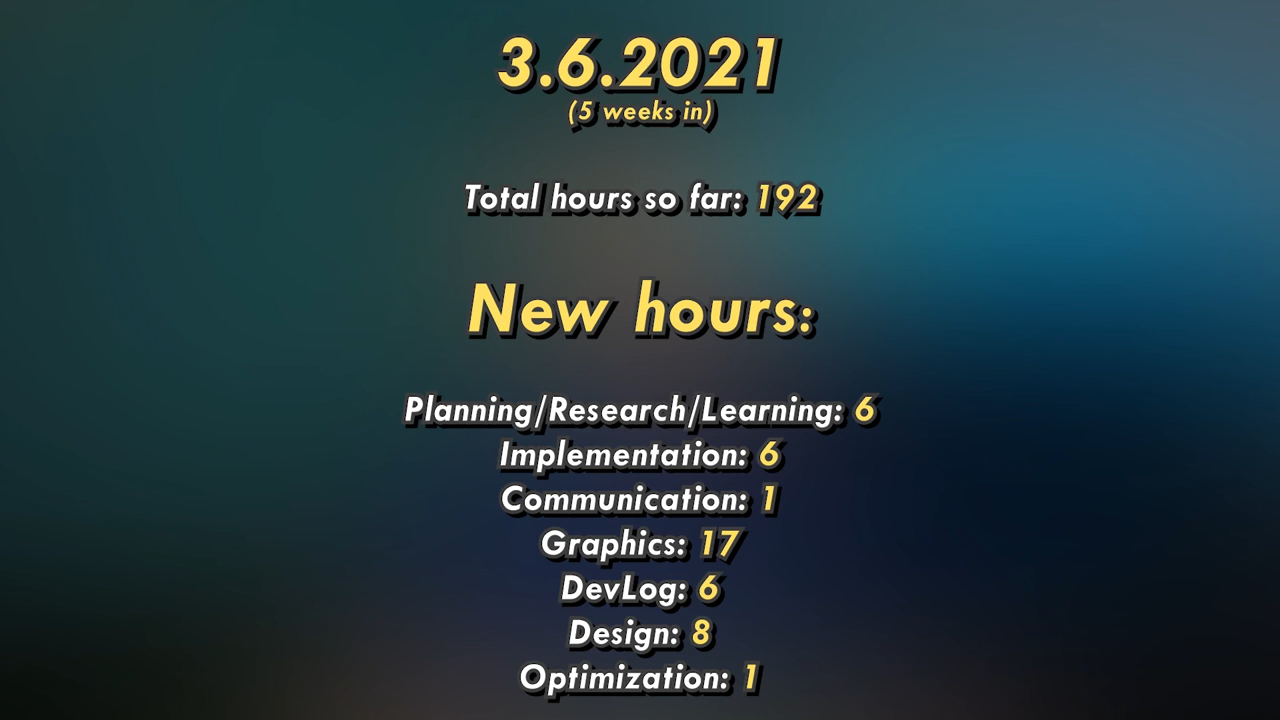 3.6.2021
(5 weeks in)
Total hours so far: 192
New hours:
Planning/Research/Learning: 6
Implementation: 6
Communication: 1
Graphics: 17
DevLog: 6
Design: 8
Optimization: 1